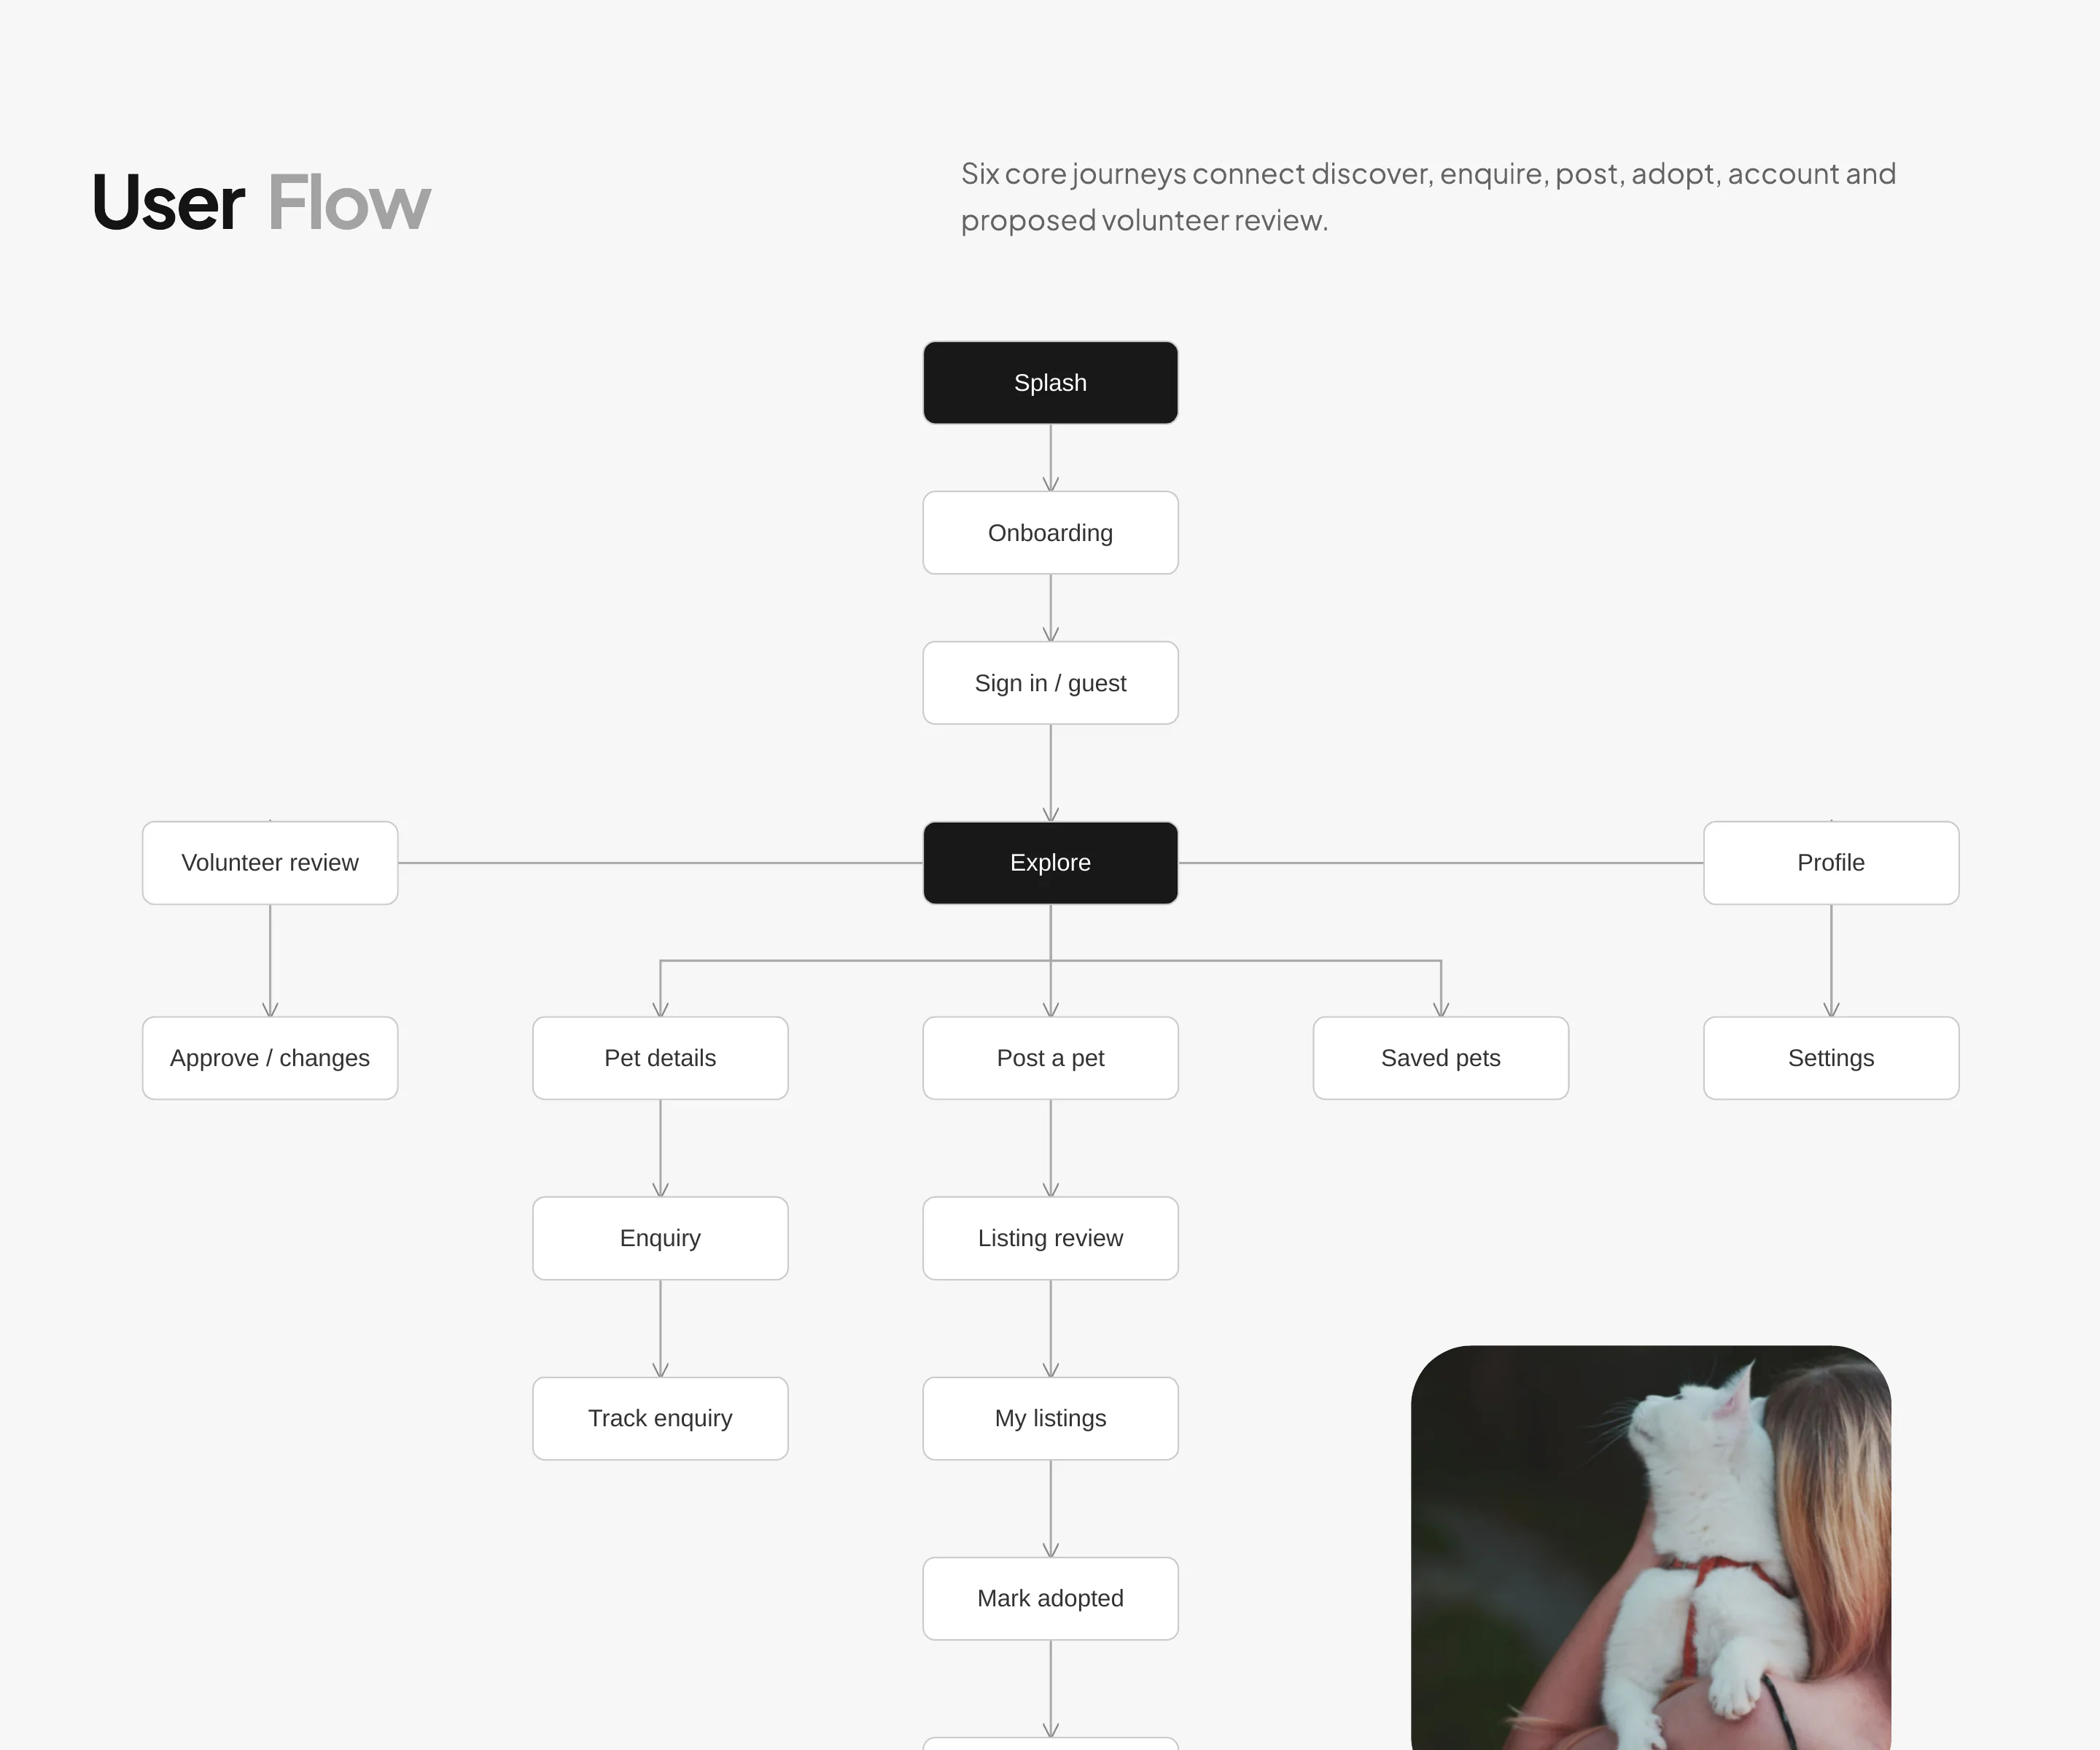 User Flow
Six core journeys connect discover, enquire, post, adopt, account and
proposed volunteer review.
Splash
Onboarding
Sign in / guest
Volunteer review
Explore
Profile
Approve / changes
Pet details
Post a pet
Saved pets
Settings
Enquiry
Listing review
Track enquiry
My listings
Mark adopted